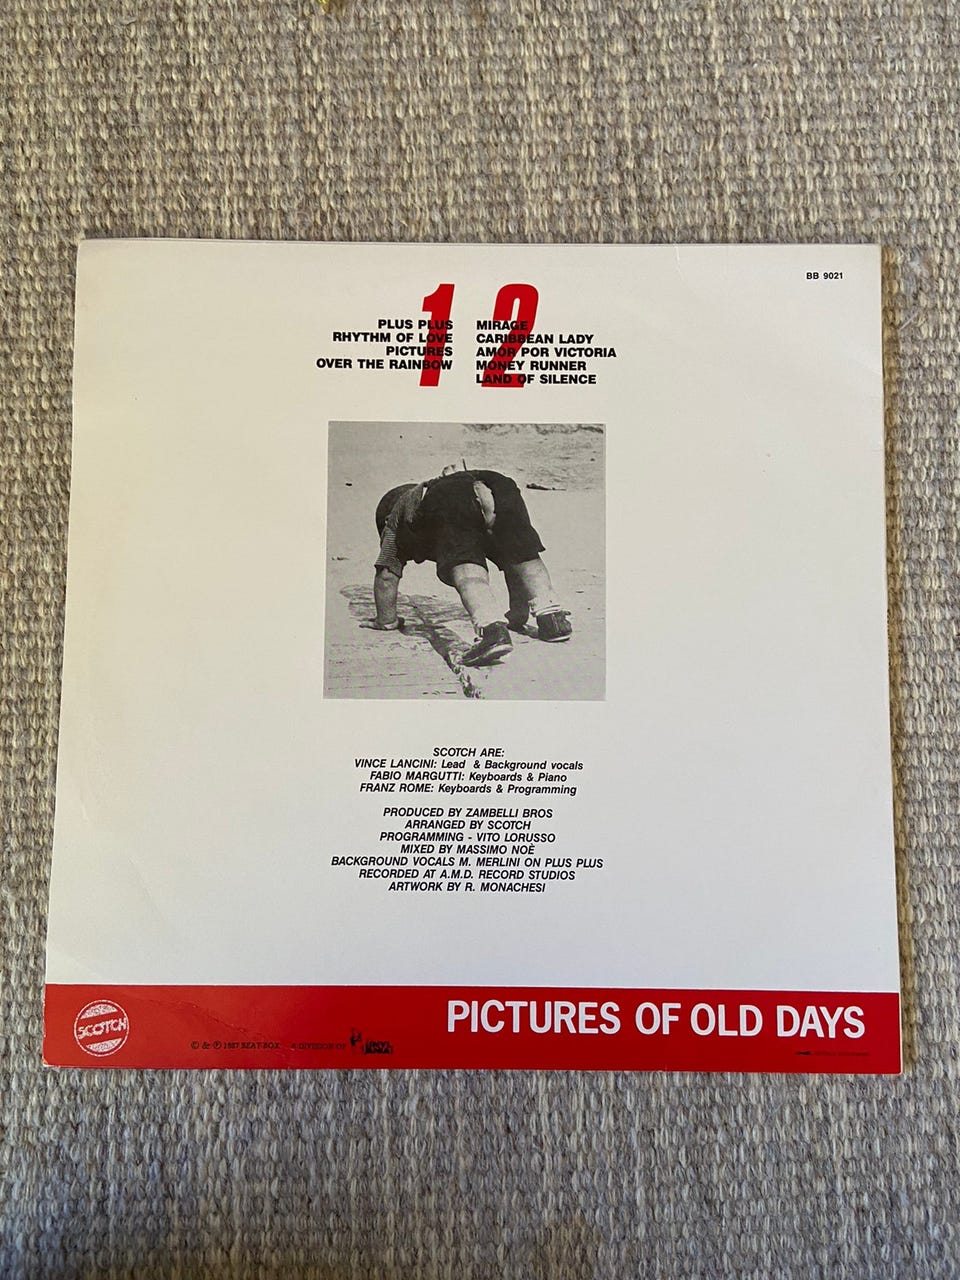 BB 9021
1
PLUS PLUS
RHYTHM OF LOVE
PICTURES
OVER THE RAINBOW
2
MIRAGE
CARIBBEAN LADY
AMOR POR VICTORIA
MONEY RUNNER
LAND OF SILENCE
SCOTCH ARE:
VINCE LANCINI: Lead & Background vocals
FABIO MARGUTTI: Keyboards & Piano
FRANZ ROME: Keyboards & Programming
PRODUCED BY ZAMBELLI BROS
ARRANGED BY SCOTCH
PROGRAMMING - VITO LORUSSO
MIXED BY MASSIMO NOÈ
BACKGROUND VOCALS M. MERLINI ON PLUS PLUS
RECORDED AT A.M.D. RECORD STUDIOS
ARTWORK BY R. MONACHESI
PICTURES OF OLD DAYS
SCOTCH
© & ℗ 1987 BEAT BOX A DIVISION OF